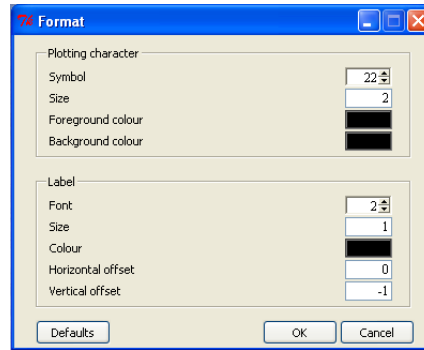 Format
Plotting character
Symbol 22
Size 2
Foreground colour
Background colour
Label
Font 2
Size 1
Colour
Horizontal offset 0
Vertical offset -1
Defaults OK Cancel